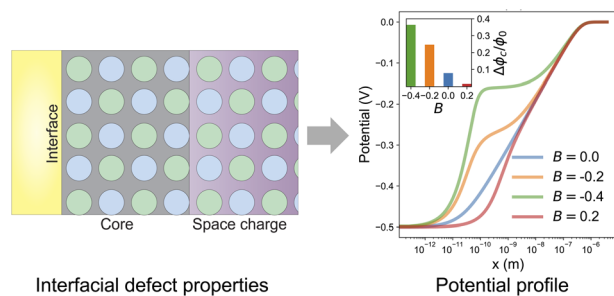 Interface
Core
Space charge
Interfacial defect properties
Potential (V)
0.0
-0.1
-0.2
-0.3
-0.4
-0.5
0.4
0.3
0.2
0.1
Δϕc/ϕ0
-0.4 -0.2 0.0 0.2
B
B = 0.0
B = -0.2
B = -0.4
B = 0.2
10⁻¹² 10⁻¹¹ 10⁻¹⁰ 10⁻⁹ 10⁻⁸ 10⁻⁷ 10⁻⁶
x (m)
Potential profile